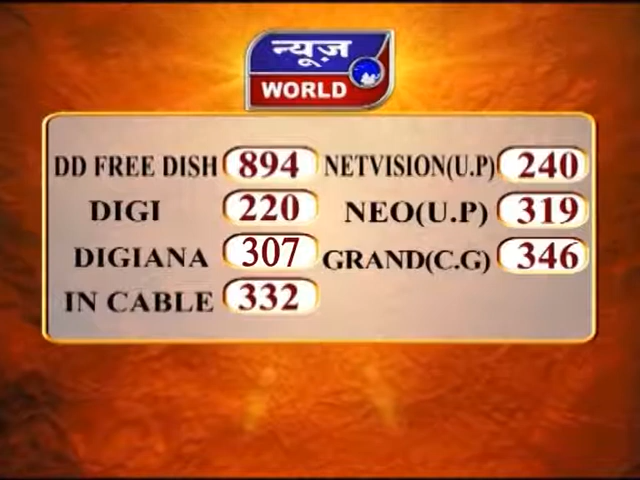 न्यूज़
WORLD
DD FREE DISH 894 NETVISION(U.P) 240
DIGI 220 NEO(U.P) 319
DIGIANA 307 GRAND(C.G) 346
IN CABLE 332